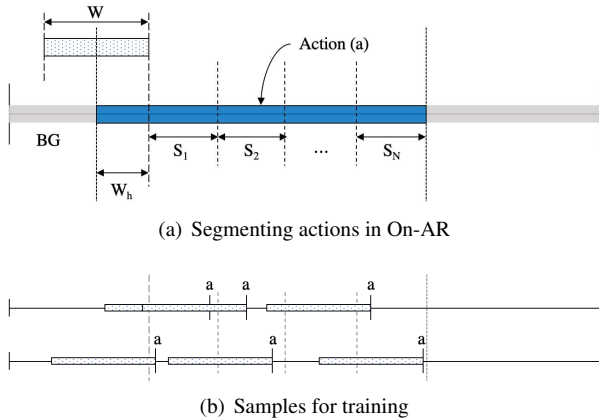 W
Action (a)
BG
S1 S2 ... SN
Wh
(a) Segmenting actions in On-AR
a a a
a a a
(b) Samples for training